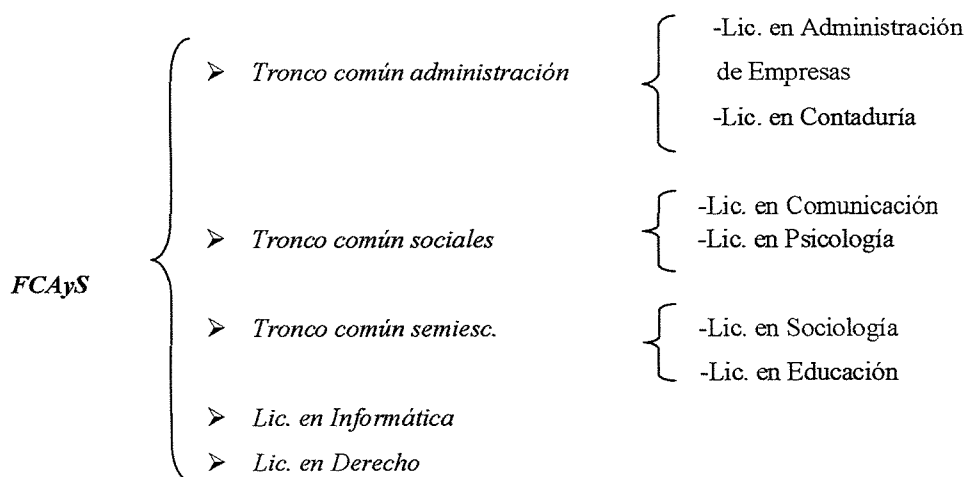 FCAyS
➢ Tronco común administración
-Lic. en Administración
de Empresas
-Lic. en Contaduría
➢ Tronco común sociales
-Lic. en Comunicación
-Lic. en Psicología
➢ Tronco común semiesc.
-Lic. en Sociología
-Lic. en Educación
➢ Lic. en Informática
➢ Lic. en Derecho